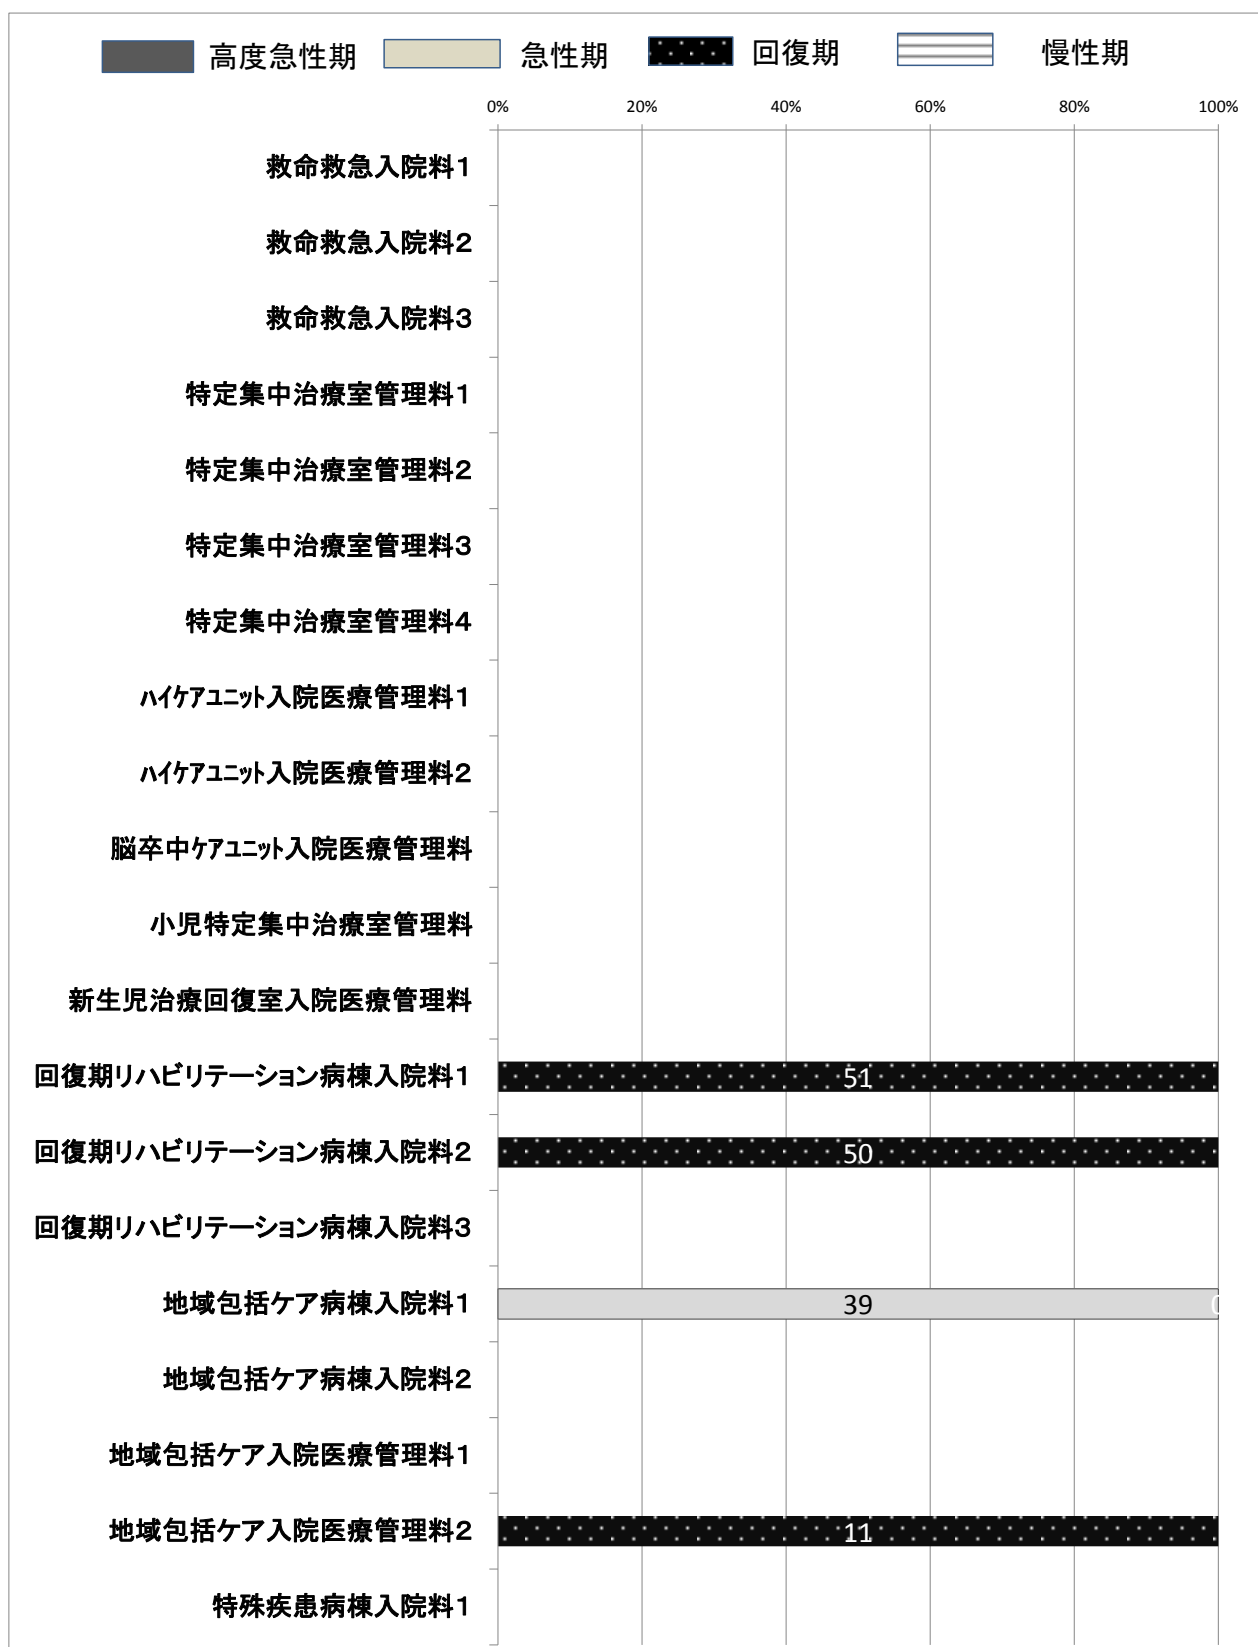 高度急性期 急性期 回復期 慢性期
0% 20% 40% 60% 80% 100%
救命救急入院料1
救命救急入院料2
救命救急入院料3
特定集中治療室管理料1
特定集中治療室管理料2
特定集中治療室管理料3
特定集中治療室管理料4
ﾊｲｹｱﾕﾆｯﾄ入院医療管理料1
ﾊｲｹｱﾕﾆｯﾄ入院医療管理料2
脳卒中ｹｱﾕﾆｯﾄ入院医療管理料
小児特定集中治療室管理料
新生児治療回復室入院医療管理料
回復期リハビリテーション病棟入院料1 51
回復期リハビリテーション病棟入院料2 50
回復期リハビリテーション病棟入院料3
地域包括ケア病棟入院料1 39 0
地域包括ケア病棟入院料2
地域包括ケア入院医療管理料1
地域包括ケア入院医療管理料2 11
特殊疾患病棟入院料1